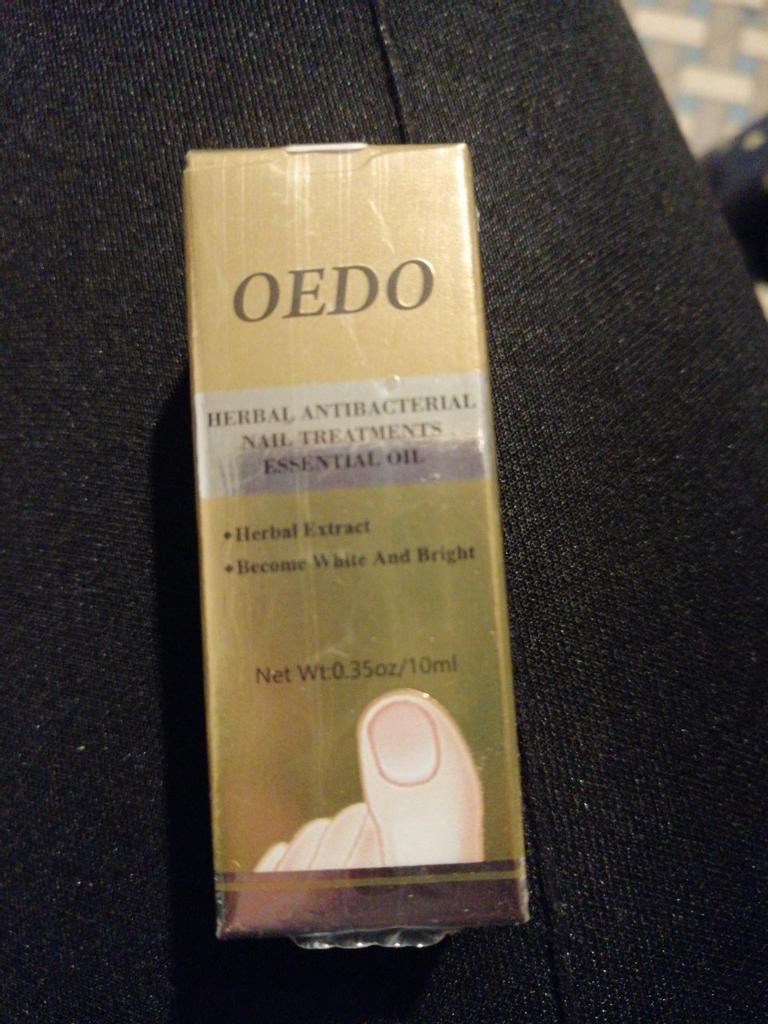 OEDO
HERBAL ANTIBACTERIAL
NAIL TREATMENTS
ESSENTIAL OIL
•Herbal Extract
•Become White And Bright
Net Wt:0.35oz/10ml